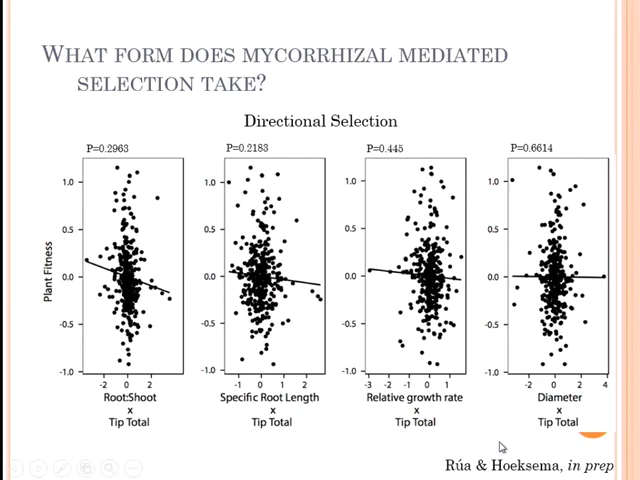 WHAT FORM DOES MYCORRHIZAL MEDIATED
SELECTION TAKE?
Directional Selection
P=0.2963 P=0.2183 P=0.445 P=0.6614
Plant Fitness
1.0 1.0 1.0 1.0
0.5 0.5 0.5 0.5
0.0 0.0 0.0 0.0
-0.5 -0.5 -0.5 -0.5
-1.0 -1.0 -1.0 -1.0
-2 0 2 -1 0 1 2 -3 -2 -1 0 1 -2 0 2 4
Root:Shoot Specific Root Length Relative growth rate Diameter
x x x x
Tip Total Tip Total Tip Total Tip Total
Rúa & Hoeksema, in prep